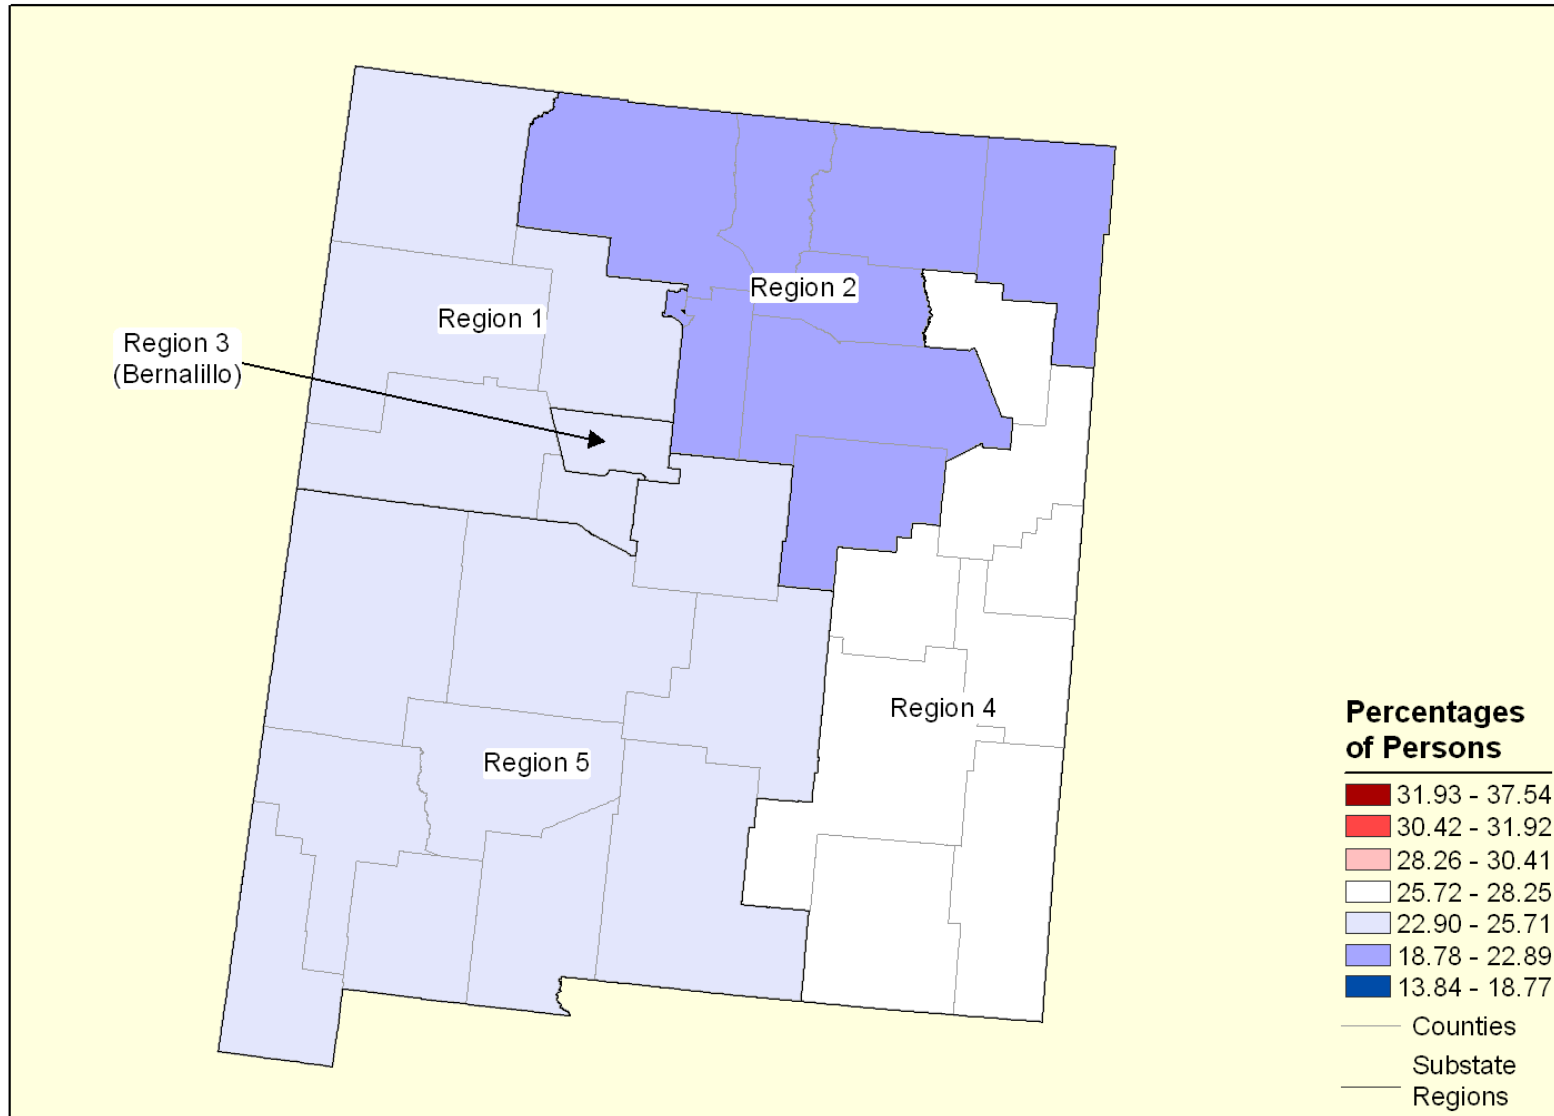 Region 2
Region 1
Region 3
(Bernalillo)
Region 4
Region 5
Percentages
of Persons
31.93 - 37.54
30.42 - 31.92
28.26 - 30.41
25.72 - 28.25
22.90 - 25.71
18.78 - 22.89
13.84 - 18.77
Counties
Substate
Regions